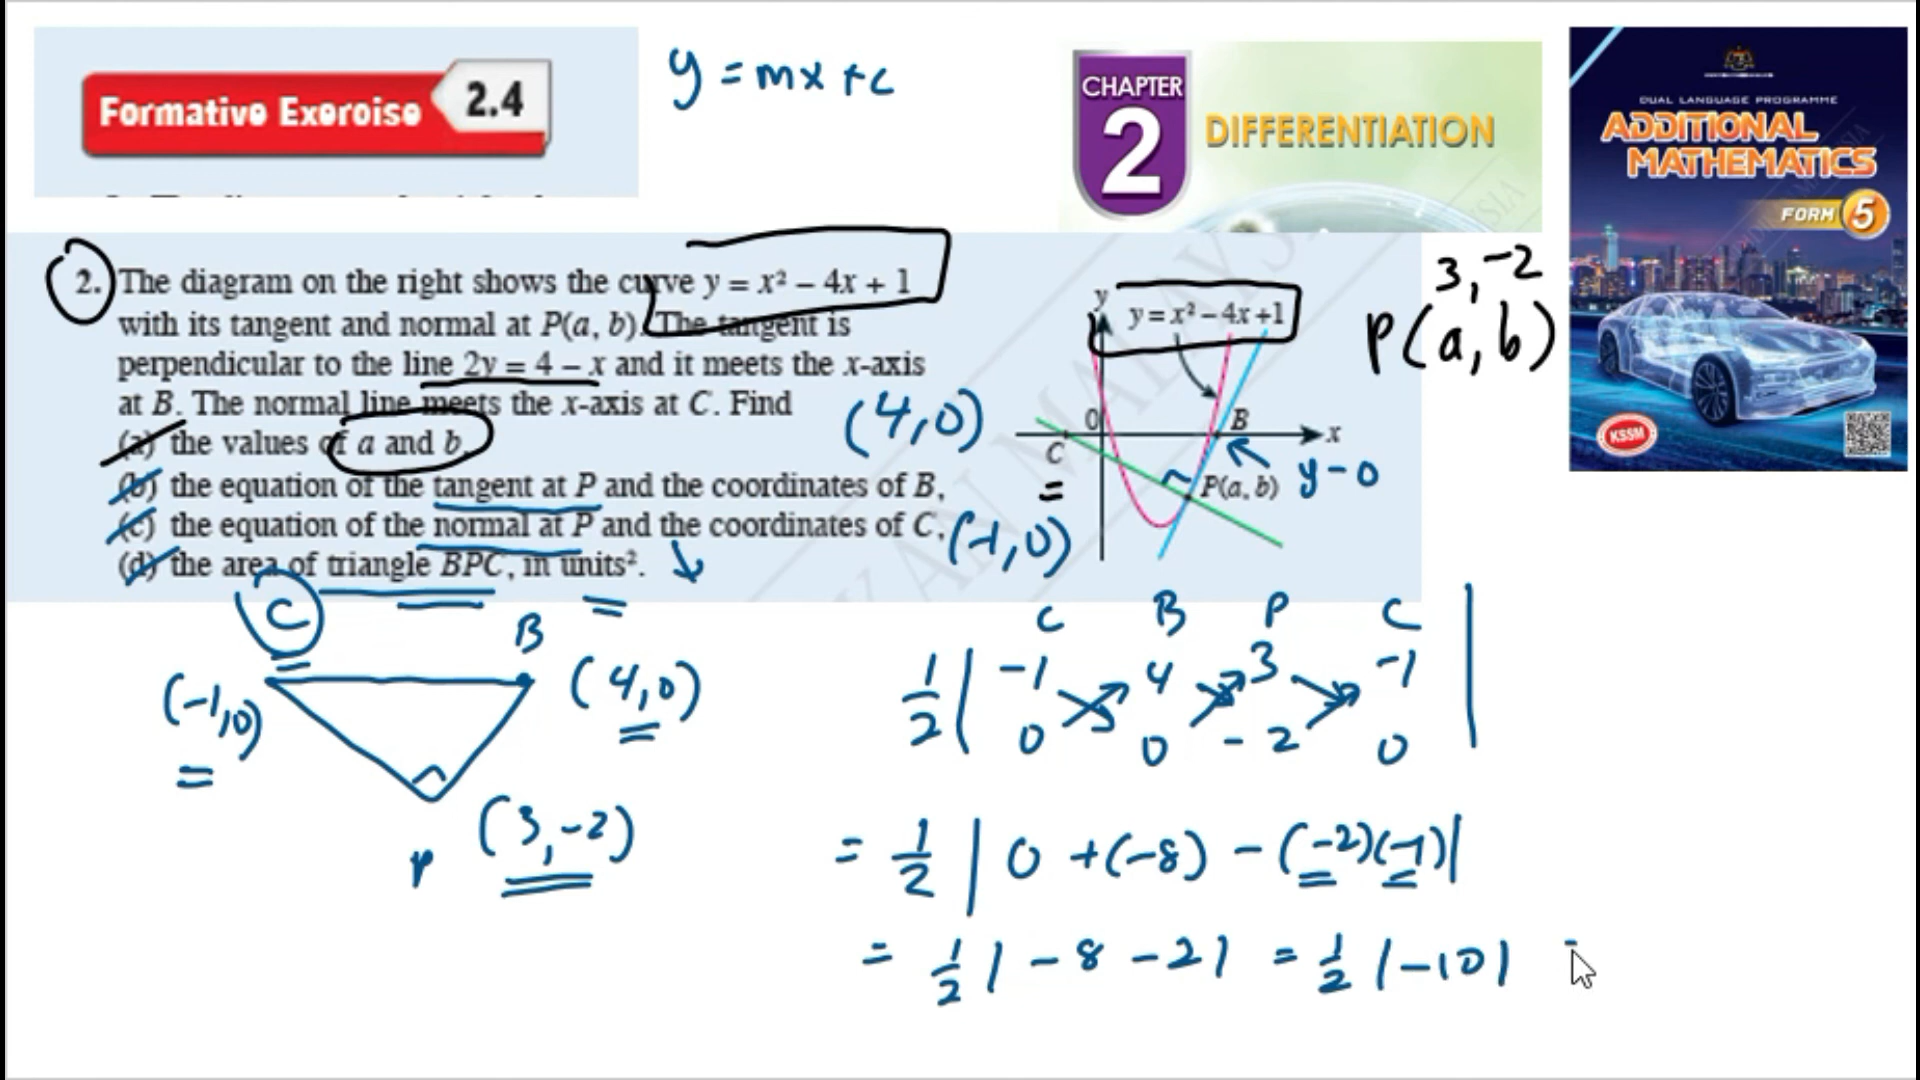 Formative Exercise 2.4
y = mx + c
CHAPTER
2
DIFFERENTIATION
DUAL LANGUAGE PROGRAMME
ADDITIONAL
MATHEMATICS
FORM 5
KSSM
2. The diagram on the right shows the curve y = x² – 4x + 1
with its tangent and normal at P(a, b). The tangent is
perpendicular to the line 2y = 4 – x and it meets the x-axis
at B. The normal line meets the x-axis at C. Find
(a) the values of a and b,
(b) the equation of the tangent at P and the coordinates of B,
(c) the equation of the normal at P and the coordinates of C,
(d) the area of triangle BPC, in units².
(4,0)
(-1,0)
y
y = x² – 4x + 1
0
B
x
C
P(a, b)
y = 0
3, -2
P(a, b)
C
B
(-1,0)
(4,0)
P
(3,-2)
C B P C
1/2 | -1 4 3 -1 |
0 0 -2 0
= 1/2 | 0 + (-8) - (-2)(-1) |
= 1/2 | -8 - 2 | = 1/2 | -10 | =